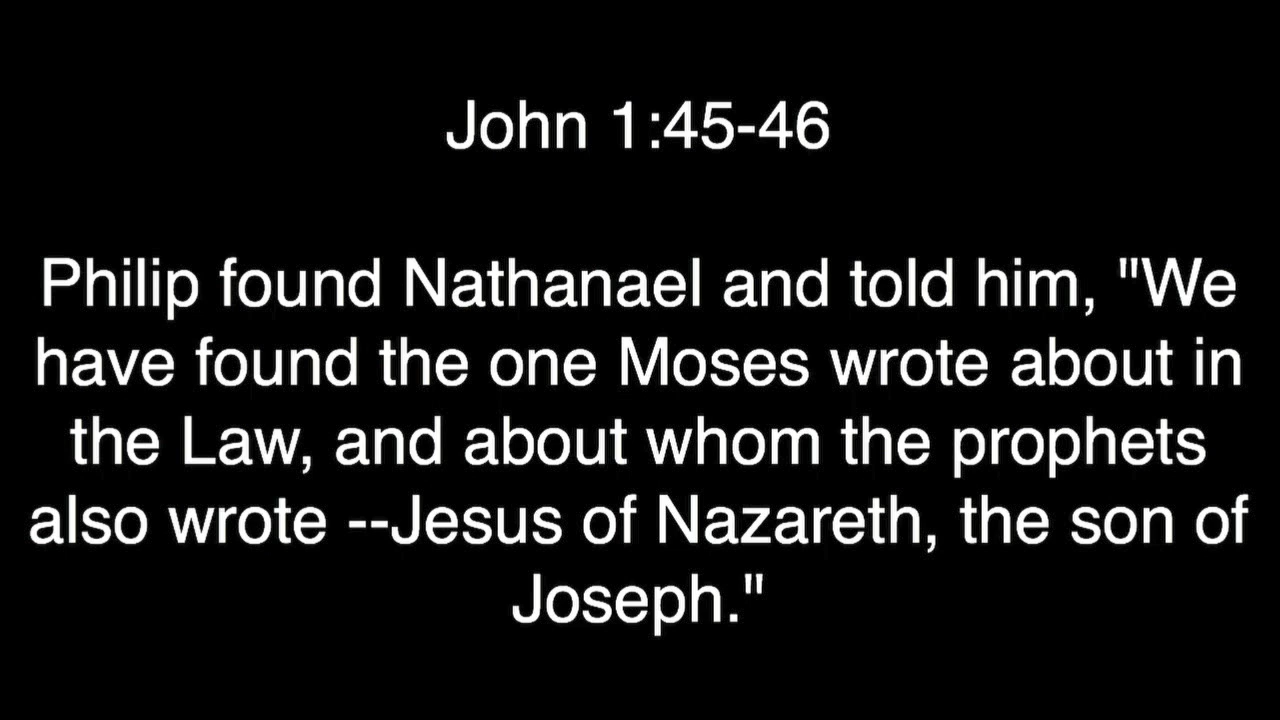 John 1:45-46
Philip found Nathanael and told him, "We
have found the one Moses wrote about in
the Law, and about whom the prophets
also wrote --Jesus of Nazareth, the son of
Joseph."